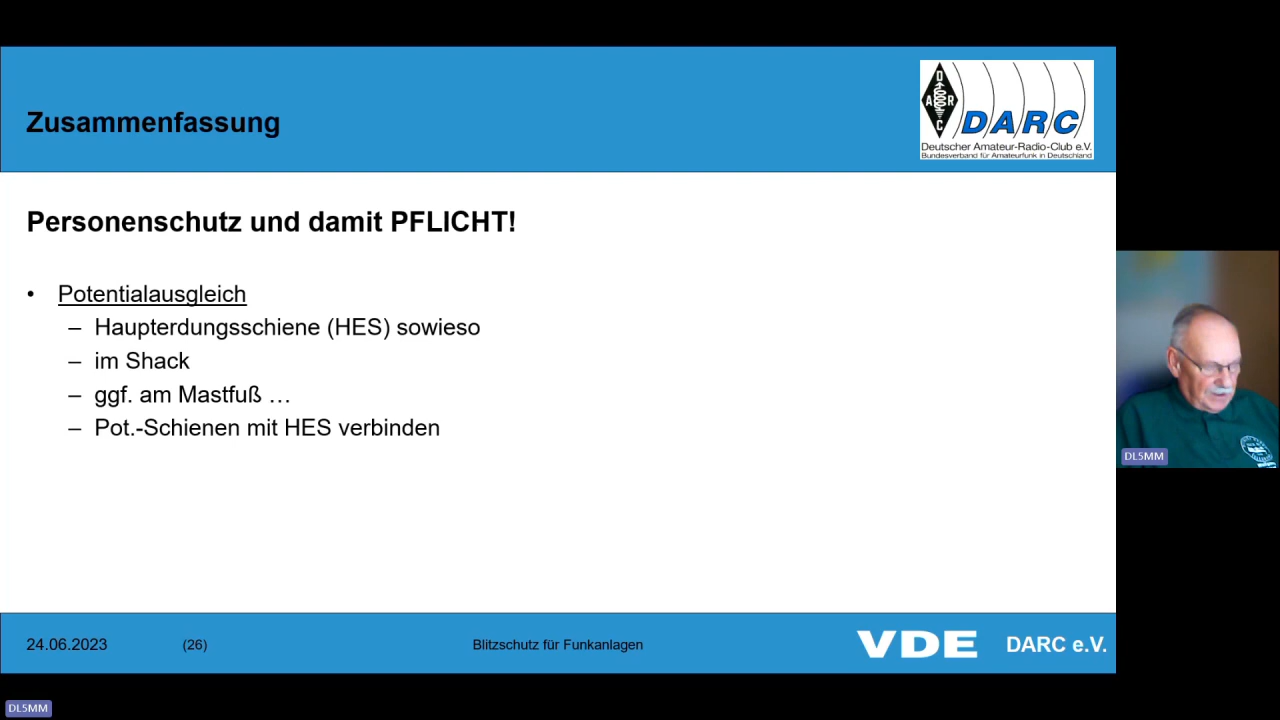 Zusammenfassung
D
A R
C
DARC
Deutscher Amateur-Radio-Club e.V.
Bundesverband für Amateurfunk in Deutschland
Personenschutz und damit PFLICHT!
• Potentialausgleich
– Haupterdungsschiene (HES) sowieso
– im Shack
– ggf. am Mastfuß …
– Pot.-Schienen mit HES verbinden
DL5MM
24.06.2023 (26) Blitzschutz für Funkanlagen VDE DARC e.V.
DL5MM